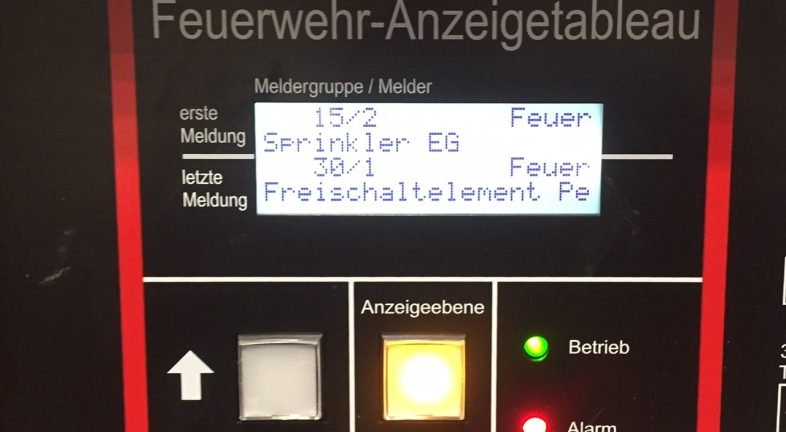 Feuerwehr-Anzeigetableau
Meldergruppe / Melder
erste
Meldung
15/2 Feuer
Sprinkler EG
letzte
Meldung
30/1 Feuer
Freischaltelement Pe
Anzeigeebene
Betrieb
Alarm